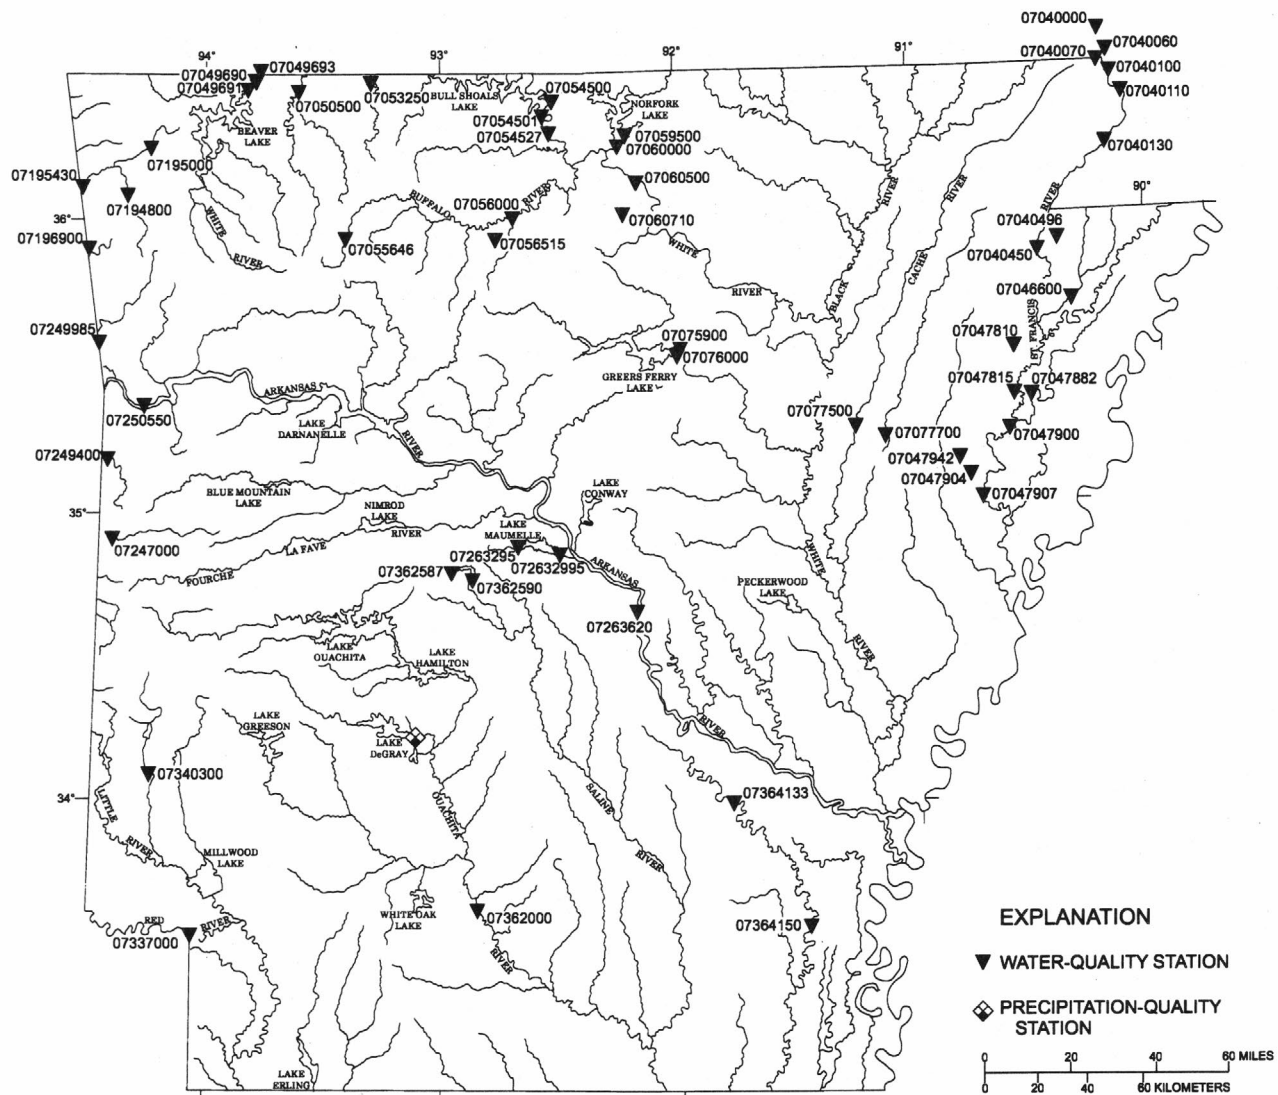 07040000
91°
07040060
07040070
92°
93°
94°
07040100
07049693
07049690
07049691
07040110
07053250
BULL SHOALS
LAKE
07054500
NORFORK
LAKE
07050500
07054501
07054527
07059500
07060000
BEAVER
LAKE
07040130
07195000
07195430
07060500
07194800
RIVER
RIVER
RIVER
90°
BUFFALO
RIVER
07056000
07060710
36°
WHITE
RIVER
07196900
07055646
07056515
WHITE
RIVER
07040496
07040450
CACHE
BLACK
07046600
ST. FRANCIS
07249985
07075900
07076000
07047810
GREERS FERRY
LAKE
07047815
07047882
ARKANSAS
07250550
LAKE
DARNANELLE
RIVER
07077500
07077700
07047900
07249400
07047942
07047904
07047907
BLUE MOUNTAIN
LAKE
LAKE
CONWAY
NIMROD
LAKE
35°
RIVER
LAKE
MAUMELLE
07247000
LA FAVE
FOURCHE
07263295
072632995
ARKANSAS
WHITE
07362587
07362590
PECKERWOOD
LAKE
07263620
LAKE
OUACHITA
LAKE
HAMILTON
RIVER
LAKE
GREESON
RIVER
LAKE
DeGRAY
07340300
34°
LITTLE
RIVER
OUACHITA
SALINE
RIVER
07364133
MILLWOOD
LAKE
WHITE OAK
LAKE
07362000
RED
RIVER
07337000
RIVER
07364150
LAKE
ERLING
EXPLANATION
WATER-QUALITY STATION
PRECIPITATION-QUALITY
STATION
0 20 40 60 MILES
0 20 40 60 KILOMETERS